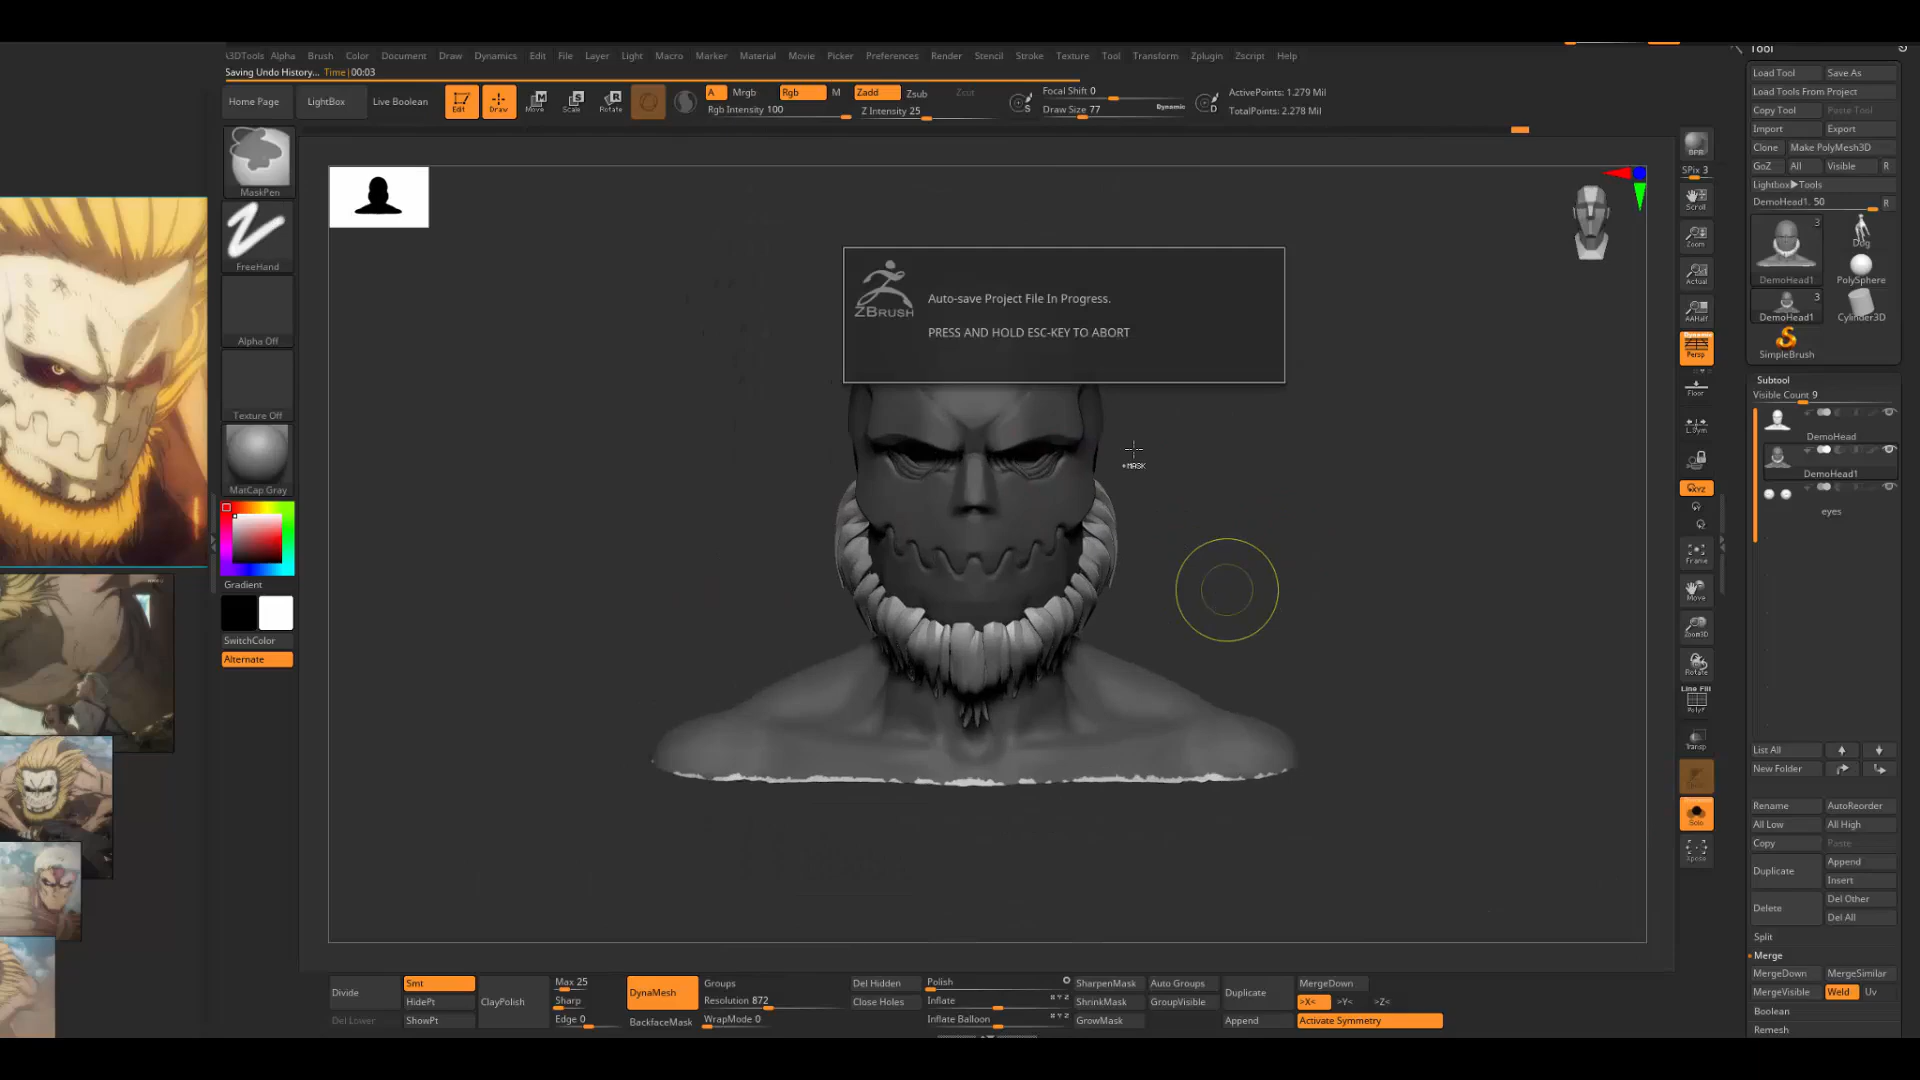 Tool
A3DTools Alpha Brush Color Document Draw Dynamics Edit File Layer Light Macro Marker Material Movie Picker Preferences Render Stencil Stroke Texture Tool Transform Zplugin Zscript Help
Saving Undo History... Time|00:03
Home Page LightBox Live Boolean Edit Draw Move Scale Rotate
A Mrgb Rgb M Zadd Zsub Zcut
Rgb Intensity 100 Z Intensity 25
Focal Shift 0
Draw Size 77 Dynamic
S
D
ActivePoints: 1.279 Mil
TotalPoints: 2.278 Mil
MaskPen
FreeHand
Alpha Off
Texture Off
MatCap Gray
Gradient
SwitchColor
Alternate
ZBRUSH
Auto-save Project File In Progress.
PRESS AND HOLD ESC-KEY TO ABORT
+MASK
BPR
SPix 3
Scroll
Zoom
Actual
AAHalf
Dynamic
Persp
Floor
L.Sym
XYZ
Frame
Move
Zoom3D
Rotate
Line Fill
PolyF
Transp
Solo
Xpose
Load Tool Save As
Load Tools From Project
Copy Tool Paste Tool
Import Export
Clone Make PolyMesh3D
GoZ All Visible R
Lightbox▶Tools
DemoHead1. 50 R
3
DemoHead1 Dog
PolySphere
3
DemoHead1 Cylinder3D
SimpleBrush
Subtool
Visible Count 9
DemoHead
DemoHead1
eyes
List All
New Folder
Rename AutoReorder
All Low All High
Copy Paste
Duplicate Append
Insert
Delete Del Other
Del All
Split
Merge
MergeDown MergeSimilar
MergeVisible Weld Uv
Boolean
Remesh
Divide Smt
HidePt
Del Lower ShowPt
ClayPolish
Max 25
Sharp
Edge 0
DynaMesh
BackfaceMask
Groups
Resolution 872
WrapMode 0
Del Hidden
Close Holes
Polish
Inflate
Inflate Balloon
SharpenMask
ShrinkMask
GrowMask
Auto Groups
GroupVisible
Duplicate
Append
MergeDown
>X< >Y< >Z<
Activate Symmetry